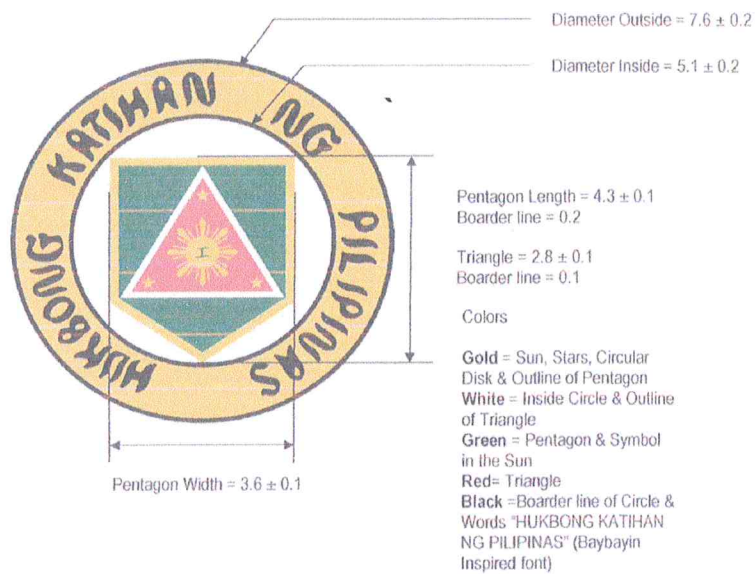 Diameter Outside = 7.6 ± 0.2
Diameter Inside = 5.1 ± 0.2
HUKBONG KATIHAN NG PILIPINAS
Pentagon Length = 4.3 ± 0.1
Boarder line = 0.2
Triangle = 2.8 ± 0.1
Boarder line = 0.1
Colors
Gold = Sun, Stars, Circular
Disk & Outline of Pentagon
White = Inside Circle & Outline
of Triangle
Green = Pentagon & Symbol
in the Sun
Red= Triangle
Black =Boarder line of Circle &
Words "HUKBONG KATIHAN
NG PILIPINAS" (Baybayin
Inspired font)
Pentagon Width = 3.6 ± 0.1